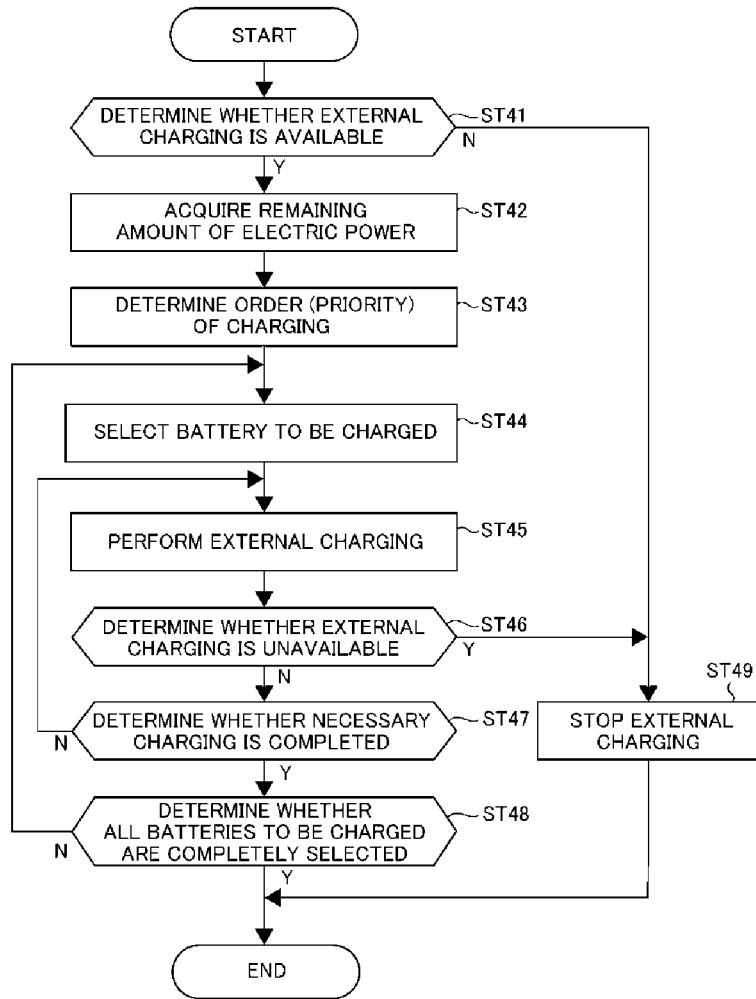 START
DETERMINE WHETHER EXTERNAL
CHARGING IS AVAILABLE
ST41
N
Y
ACQUIRE REMAINING
AMOUNT OF ELECTRIC POWER
ST42
DETERMINE ORDER (PRIORITY)
OF CHARGING
ST43
SELECT BATTERY TO BE CHARGED
ST44
PERFORM EXTERNAL CHARGING
ST45
DETERMINE WHETHER EXTERNAL
CHARGING IS UNAVAILABLE
ST46
Y
N
DETERMINE WHETHER NECESSARY
CHARGING IS COMPLETED
ST47
N
Y
ST49
STOP EXTERNAL
CHARGING
DETERMINE WHETHER
ALL BATTERIES TO BE CHARGED
ARE COMPLETELY SELECTED
ST48
N
Y
END